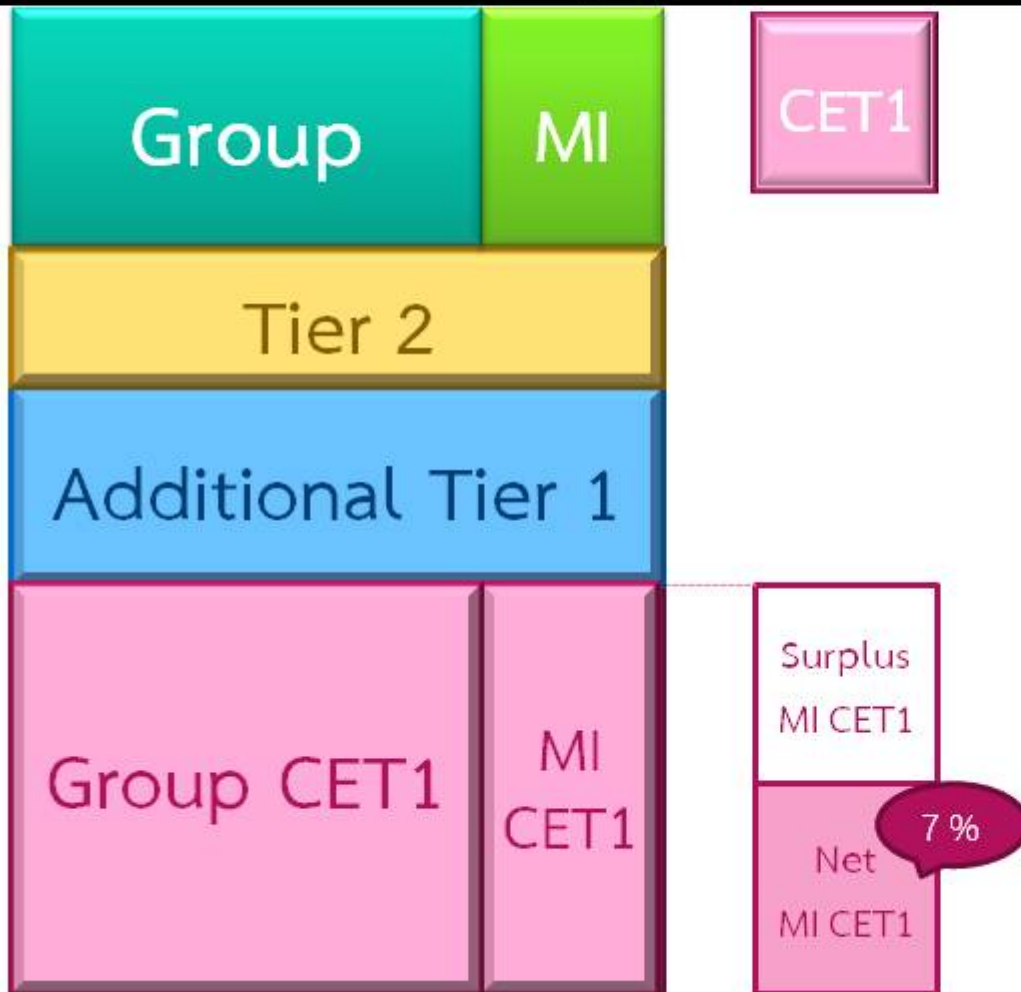 Group
MI
CET1
Tier 2
Additional Tier 1
Group CET1
MI
CET1
Surplus
MI CET1
7 %
Net
MI CET1